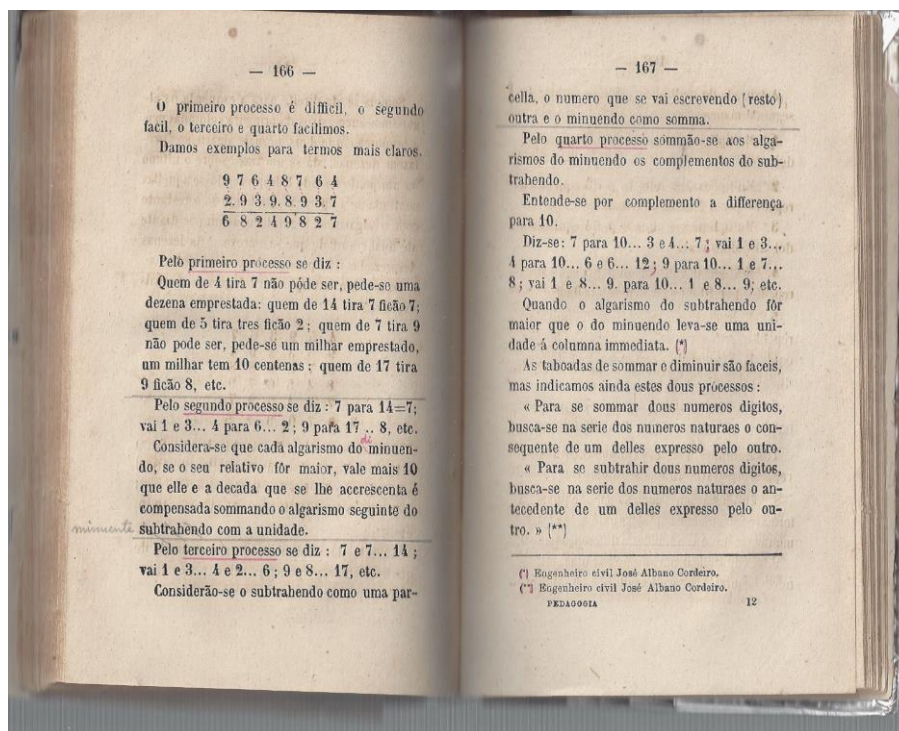 — 166 —
O primeiro processo é difficil, o segundo
facil, o terceiro e quarto facilimos.
Damos exemplos para termos mais claros.
9 7 6 4 8 7 6 4
2.9 3.9.8.9 3.7
6 8 2 4 9 8 2 7
Pelo primeiro processo se diz :
Quem de 4 tira 7 não póde ser, pede-se uma
dezena emprestada: quem de 14 tira 7 ficão 7;
quem de 5 tira tres ficão 2; quem de 7 tira 9
não pode ser, pede-se um milhar emprestado,
um milhar tem 10 centenas; quem de 17 tira
9 ficão 8, etc.
Pelo segundo processo se diz : 7 para 14=7;
vai 1 e 3... 4 para 6... 2; 9 para 17 .. 8, etc.
di
Considera-se que cada algarismo do minuen-
do, se o seu relativo fôr maior, vale mais 10
que elle e a decada que se lhe accrescenta é
compensada sommando o algarismo seguinte do
minuente subtrahendo com a unidade.
Pelo terceiro processo se diz : 7 e 7... 14 ;
vai 1 e 3... 4 e 2... 6 ; 9 e 8... 17, etc.
Considerão-se o subtrahendo como uma par-
— 167 —
cella, o numero que se vai escrevendo (resto)
outra e o minuendo como somma.
Pelo quarto processo sommão-se aos alga-
rismos do minuendo os complementos do sub-
trahendo.
Entende-se por complemento a differença
para 10.
Diz-se: 7 para 10... 3 e 4... 7; vai 1 e 3...
4 para 10... 6 e 6... 12; 9 para 10... 1 e 7...
8; vai 1 e 8... 9. para 10... 1 e 8... 9; etc.
Quando o algarismo do subtrahendo fôr
maior que o do minuendo leva-se uma uni-
dade á columna immediata. (*)
As taboadas de sommar e diminuir são faceis,
mas indicamos ainda estes dous processos :
« Para se sommar dous numeros digitos,
busca-se na serie dos numeros naturaes o con-
sequente de um delles expresso pelo outro.
« Para se subtrahir dous numeros digitos,
busca-se na serie dos numeros naturaes o an-
tecedente de um delles expresso pelo ou-
tro. » (**)
(*) Engenheiro civil José Albano Cordeiro.
(**) Engenheiro civil José Albano Cordeiro.
PEDAGOGIA 12